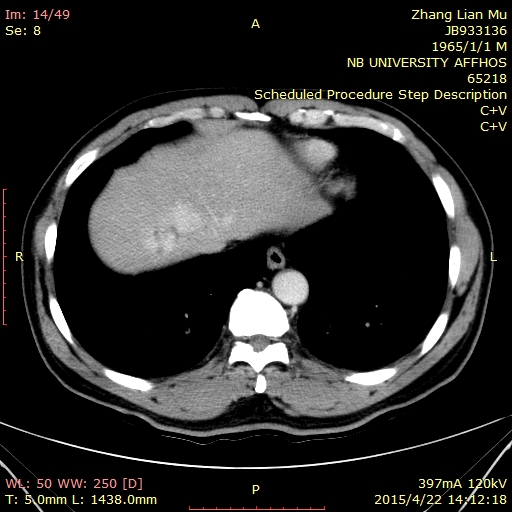 Im: 14/49
Se: 8
A
Zhang Lian Mu
JB933136
1965/1/1 M
NB UNIVERSITY AFFHOS
65218
Scheduled Procedure Step Description
C+V
C+V
R
L
WL: 50 WW: 250 [D]
T: 5.0mm L: 1438.0mm
P
397mA 120kV
2015/4/22 14:12:18